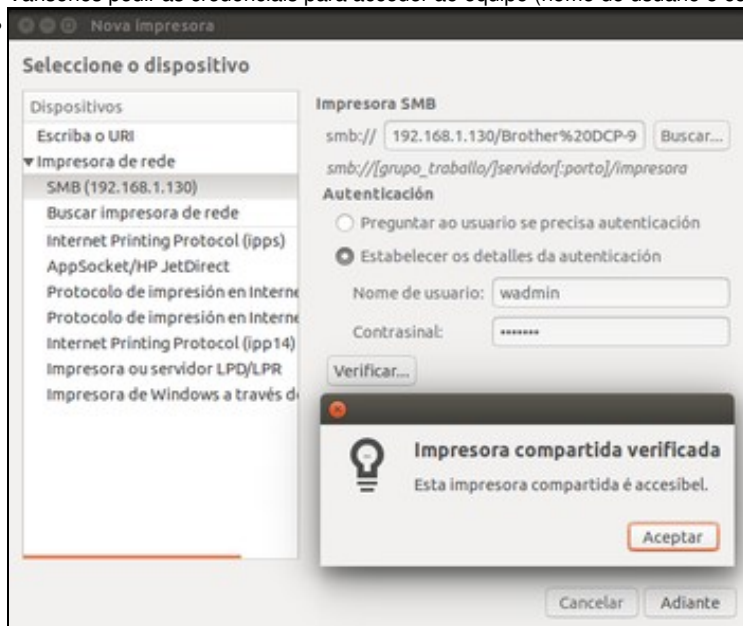 Nova impresora
Seleccione o dispositivo
Dispositivos
Escriba o URI
Impresora de rede
SMB (192.168.1.130)
Buscar impresora de rede
Internet Printing Protocol (ipps)
AppSocket/HP JetDirect
Protocolo de impresión en Interne
Protocolo de impresión en Interne
Internet Printing Protocol (ipp14)
Impresora ou servidor LPD/LPR
Impresora de Windows a través d
Impresora SMB
smb:// 192.168.1.130/Brother%20DCP-9 Buscar...
smb://[grupo_traballo/]servidor[:porto]/impresora
Autenticación
Preguntar ao usuario se precisa autenticación
Estabelecer os detalles da autenticación
Nome de usuario: wadmin
Contrasinal: •••••••
Verificar...
Impresora compartida verificada
Esta impresora compartida é accesíbel.
Aceptar
Cancelar Adiante